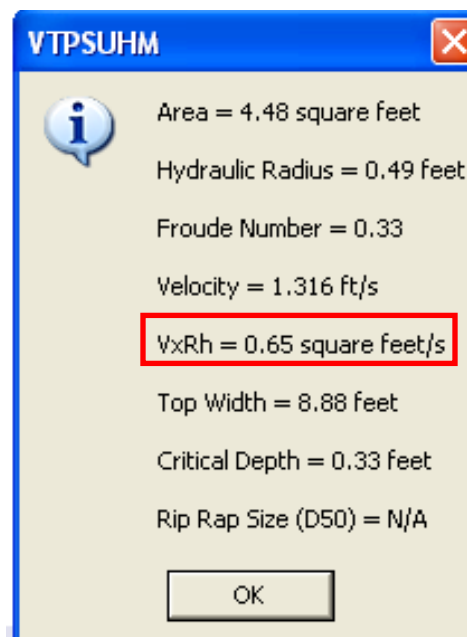 VTPSUHM
Area = 4.48 square feet
Hydraulic Radius = 0.49 feet
Froude Number = 0.33
Velocity = 1.316 ft/s
VxRh = 0.65 square feet/s
Top Width = 8.88 feet
Critical Depth = 0.33 feet
Rip Rap Size (D50) = N/A
OK